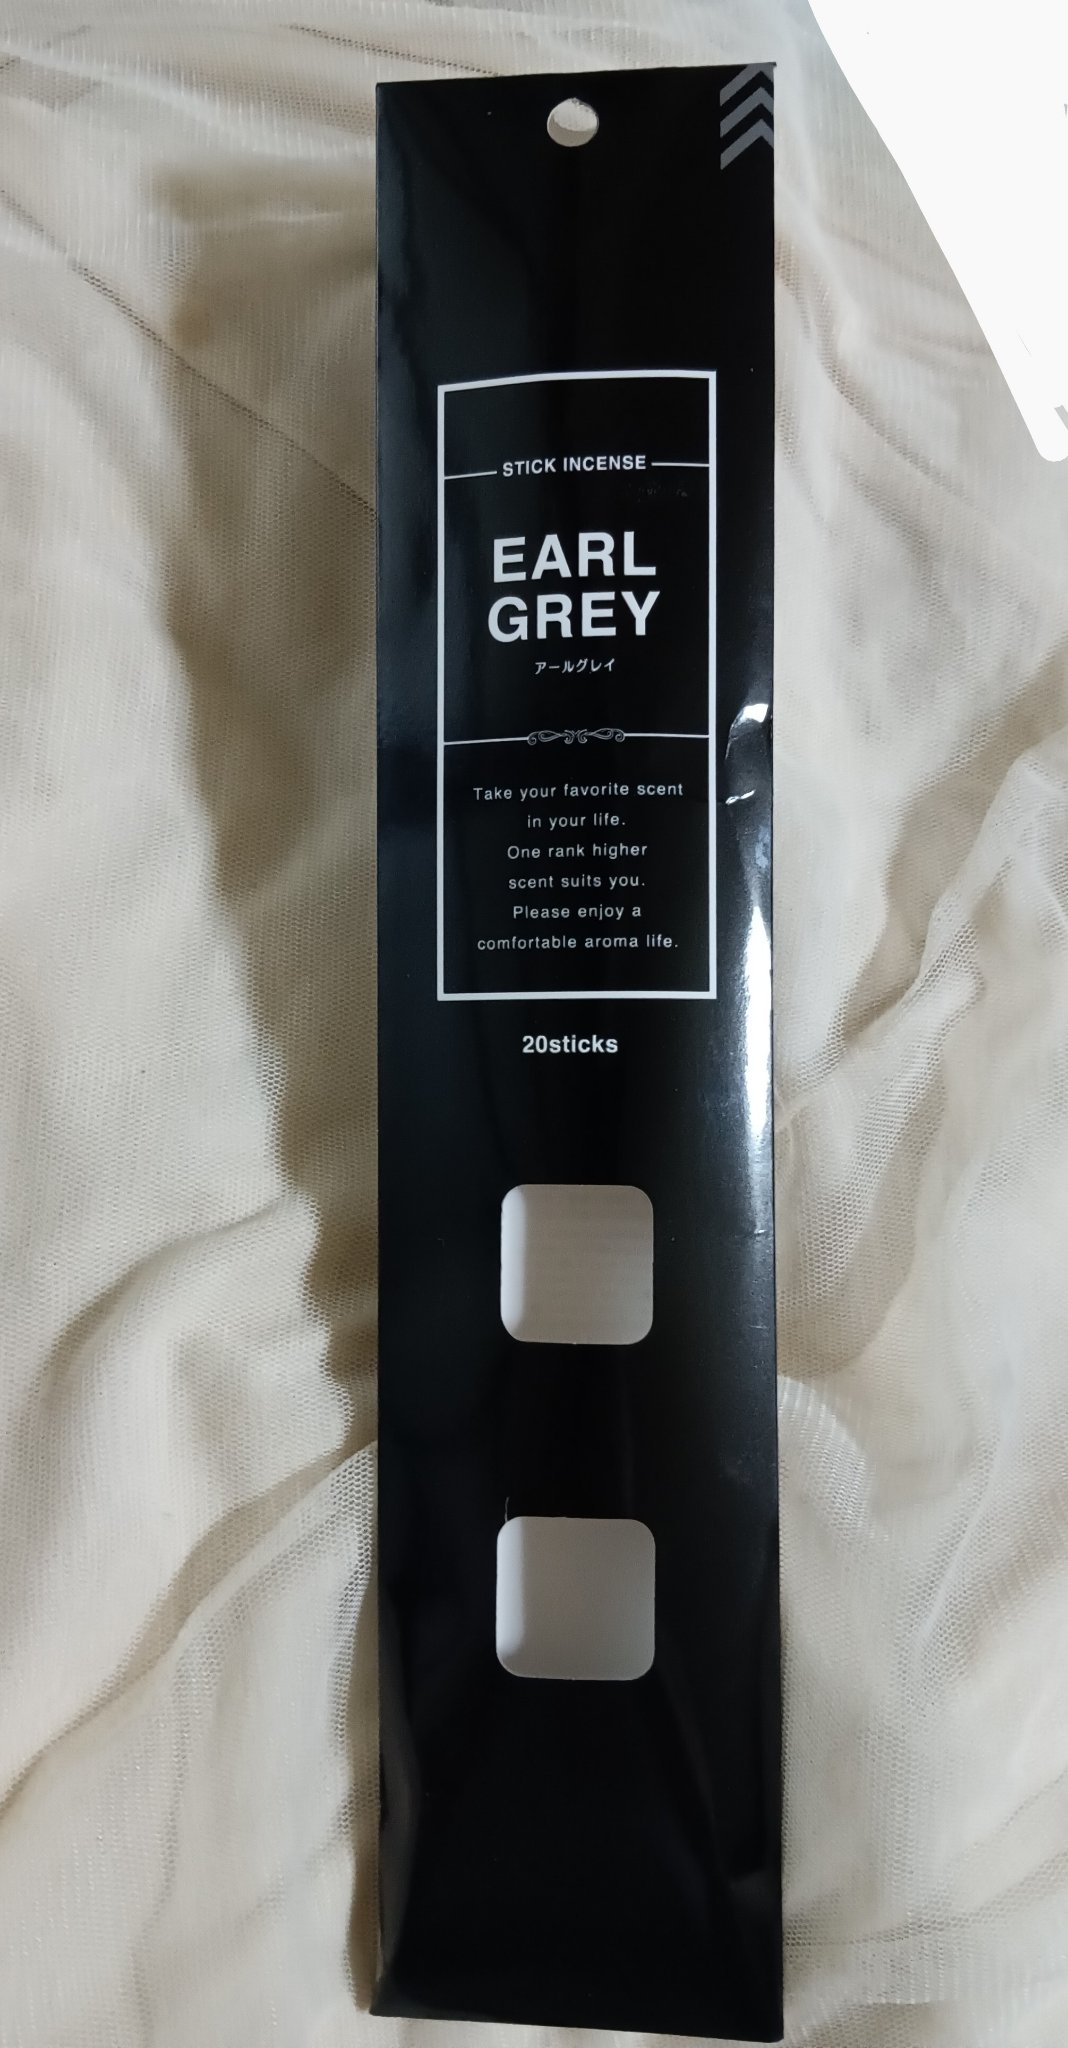 STICK INCENSE
EARL
GREY
アールグレイ
Take your favorite scent
in your life.
One rank higher
scent suits you.
Please enjoy a
comfortable aroma life.
20sticks